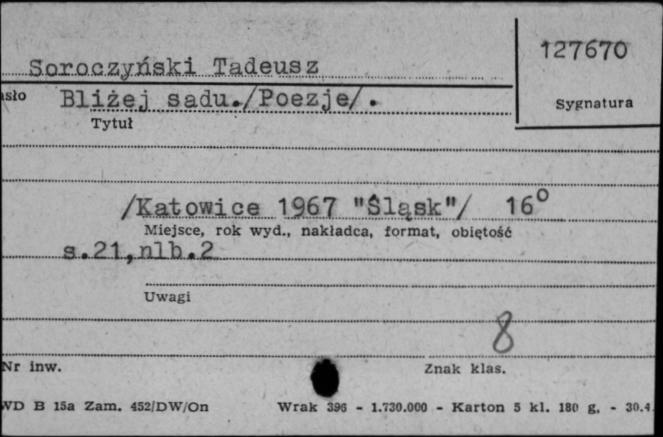 127670
Soroczyński Tadeusz
asło Bliżej sadu./Poezje/.
Sygnatura
Tytuł
/Katowice 1967 "Śląsk"/ 16°
Miejsce, rok wyd., nakładca, format, objętość
s.21,nlb.2
Uwagi
8
Nr inw.
Znak klas.
WD B 15a Zam. 452/DW/On Wrak 396 - 1.730.000 - Karton 5 kl. 180 g, - 30.4.